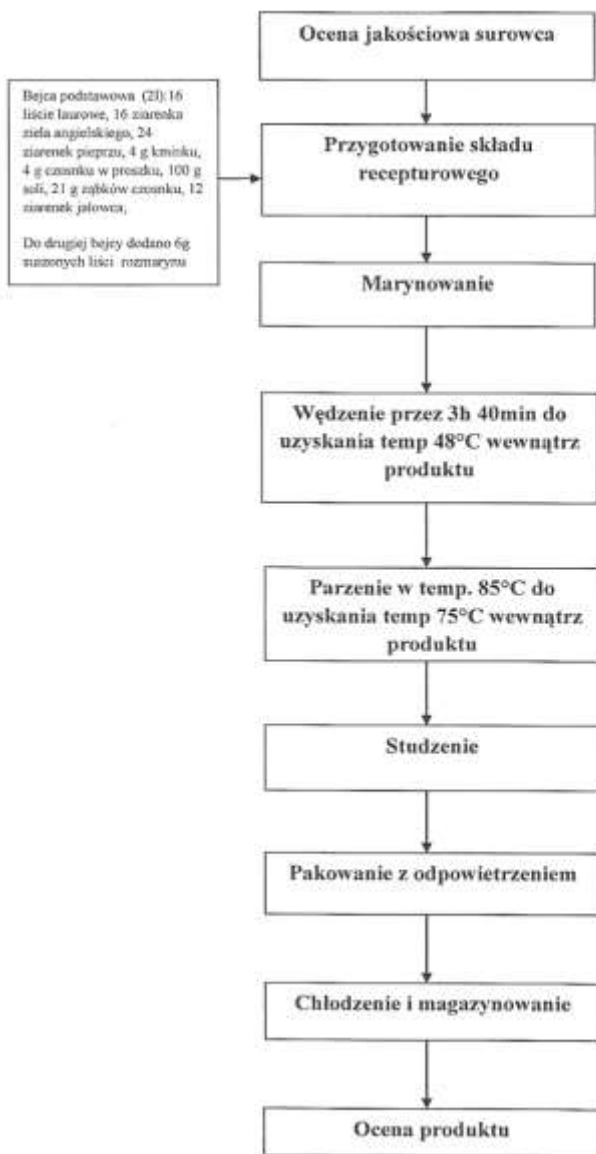 Ocena jakościowa surowca
Bejca podstawowa (2l):16
liście laurowe, 16 ziarenka
ziela angielskiego, 24
ziarenek pieprzu, 4 g kminku,
4 g czosnku w proszku, 100 g
soli, 21 g ząbków czosnku, 12
ziarenek jałowca,
Do drugiej bejcy dodano 6g
suszonych liści rozmarynu
Przygotowanie składu
recepturowego
Marynowanie
Wędzenie przez 3h 40min do
uzyskania temp 48°C wewnątrz
produktu
Parzenie w temp. 85°C do
uzyskania temp 75°C wewnątrz
produktu
Studzenie
Pakowanie z odpowietrzeniem
Chłodzenie i magazynowanie
Ocena produktu